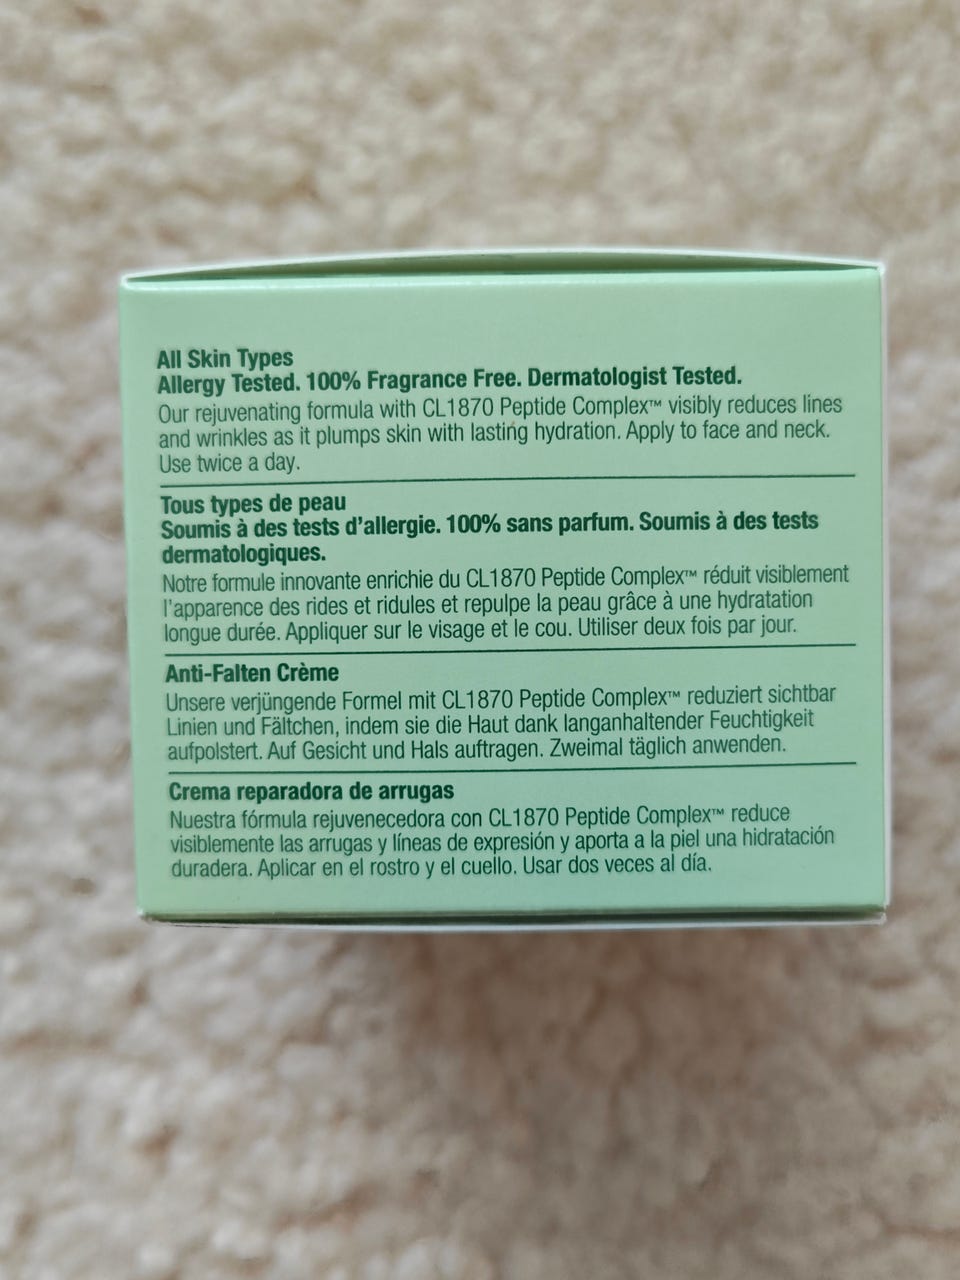 All Skin Types
Allergy Tested. 100% Fragrance Free. Dermatologist Tested.
Our rejuvenating formula with CL1870 Peptide Complex™ visibly reduces lines
and wrinkles as it plumps skin with lasting hydration. Apply to face and neck.
Use twice a day.
Tous types de peau
Soumis à des tests d’allergie. 100% sans parfum. Soumis à des tests
dermatologiques.
Notre formule innovante enrichie du CL1870 Peptide Complex™ réduit visiblement
l’apparence des rides et ridules et repulpe la peau grâce à une hydratation
longue durée. Appliquer sur le visage et le cou. Utiliser deux fois par jour.
Anti-Falten Crème
Unsere verjüngende Formel mit CL1870 Peptide Complex™ reduziert sichtbar
Linien und Fältchen, indem sie die Haut dank langanhaltender Feuchtigkeit
aufpolstert. Auf Gesicht und Hals auftragen. Zweimal täglich anwenden.
Crema reparadora de arrugas
Nuestra fórmula rejuvenecedora con CL1870 Peptide Complex™ reduce
visiblemente las arrugas y líneas de expresión y aporta a la piel una hidratación
duradera. Aplicar en el rostro y el cuello. Usar dos veces al día.